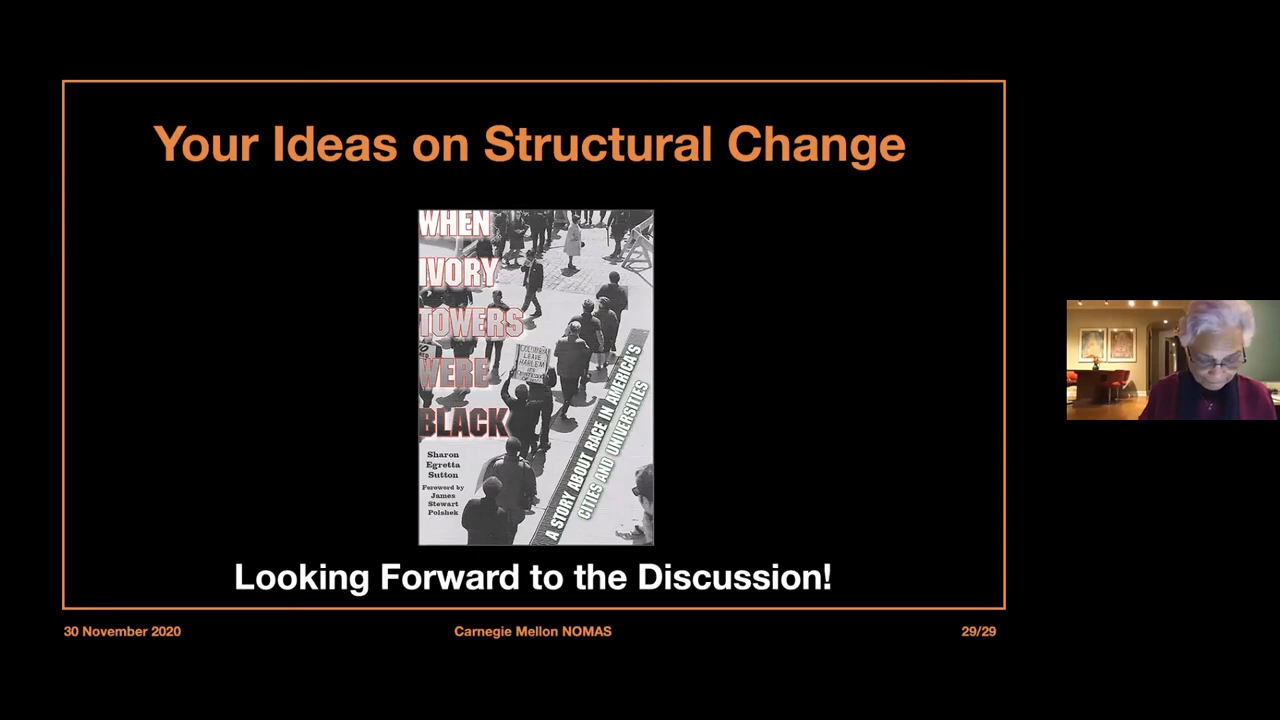 Your Ideas on Structural Change
WHEN
IVORY
TOWERS
WERE
BLACK
COLUMBIA
LEAVE
HARLEM
Sharon
Egretta
Sutton
Foreword by
James
Stewart
Polshek
A STORY ABOUT RACE IN AMERICA'S
CITIES AND UNIVERSITIES
Looking Forward to the Discussion!
30 November 2020
Carnegie Mellon NOMAS
29/29